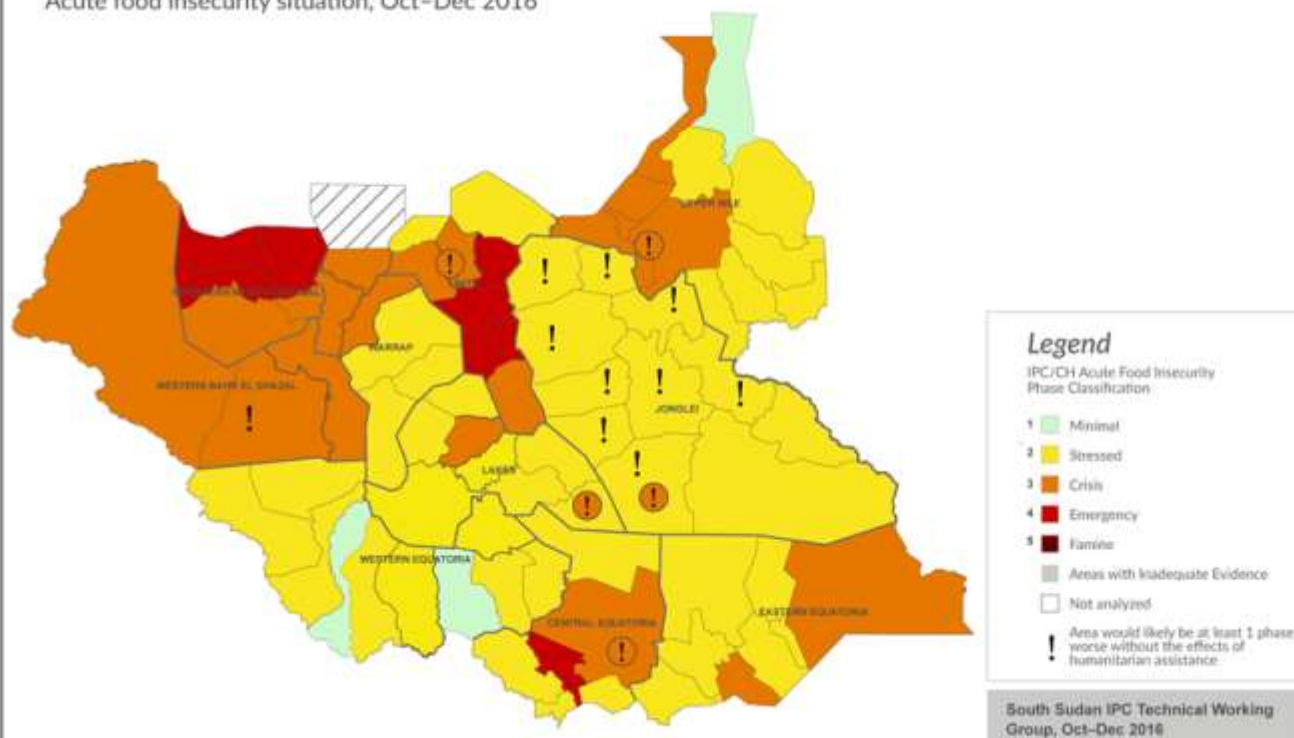 Acute food insecurity situation, Oct–Dec 2016
UPPER NILE
WARRAP
WESTERN BAHR EL GHAZAL
JONGLEI
LAKES
WESTERN EQUATORIA
CENTRAL EQUATORIA
EASTERN EQUATORIA
Legend
IPC/CH Acute Food Insecurity
Phase Classification
1 Minimal
2 Stressed
3 Crisis
4 Emergency
5 Famine
Areas with Inadequate Evidence
Not analyzed
! Area would likely be at least 1 phase
worse without the effects of
humanitarian assistance
South Sudan IPC Technical Working
Group, Oct–Dec 2016